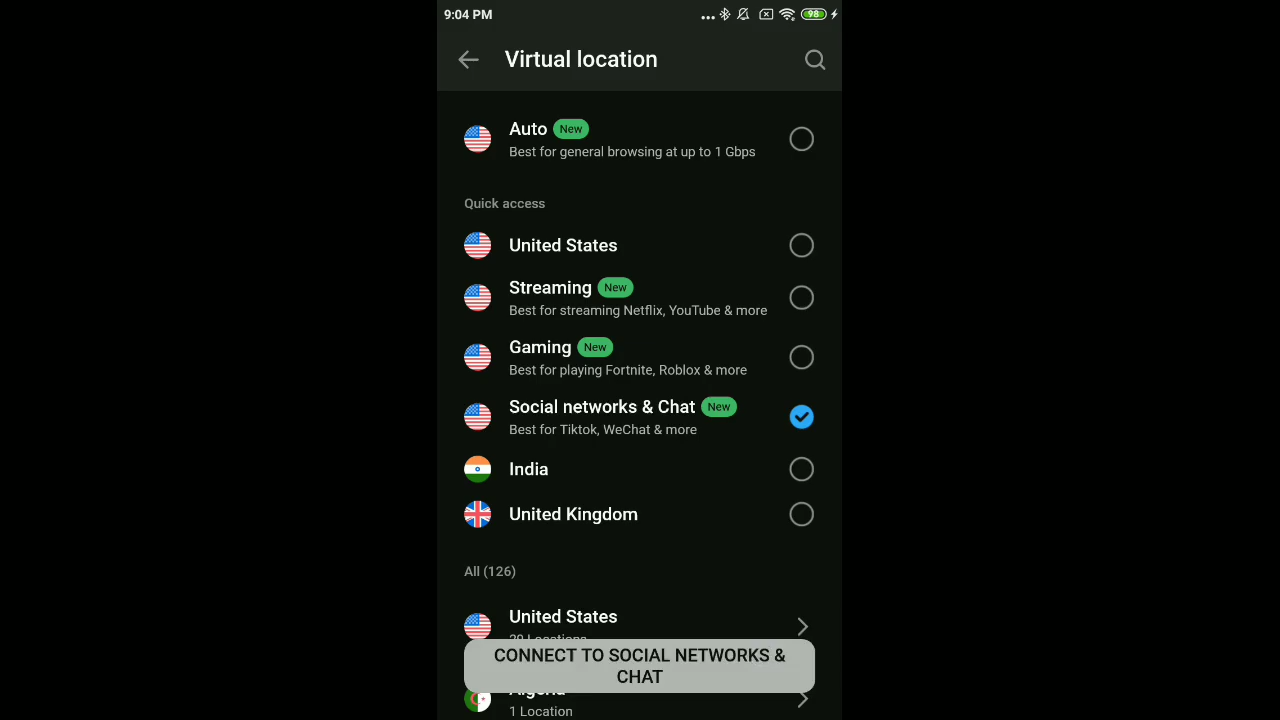 9:04 PM
98
Virtual location
Auto New
Best for general browsing at up to 1 Gbps
Quick access
United States
Streaming New
Best for streaming Netflix, YouTube & more
Gaming New
Best for playing Fortnite, Roblox & more
Social networks & Chat New
Best for Tiktok, WeChat & more
India
United Kingdom
All (126)
United States
Locations
CONNECT TO SOCIAL NETWORKS &
CHAT
Algeria
1 Location